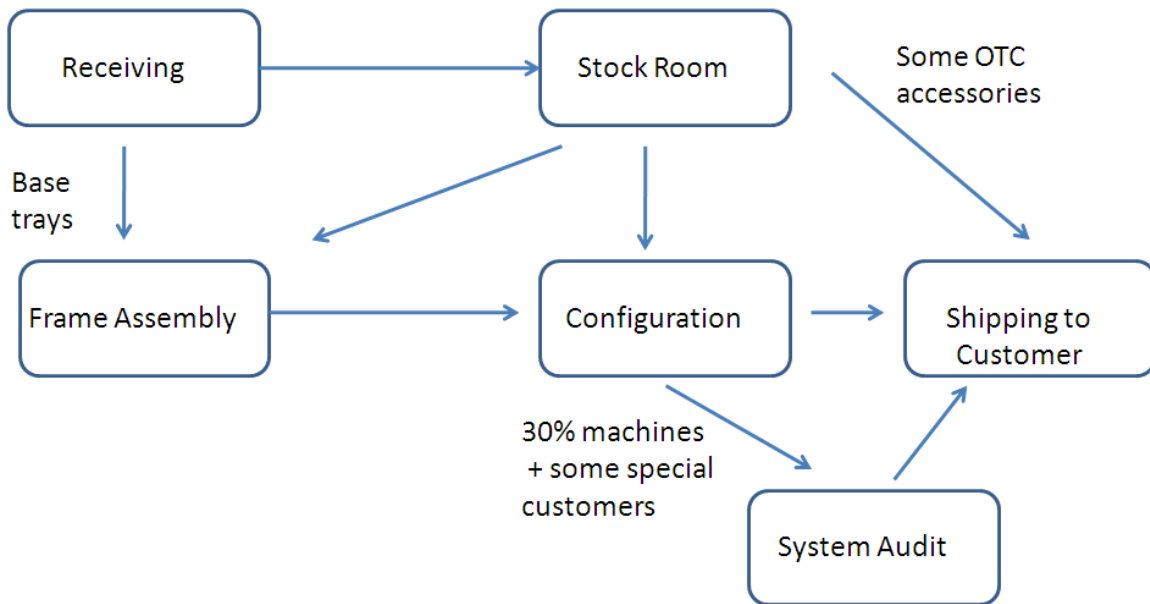 Receiving
Stock Room
Some OTC
accessories
Base
trays
Frame Assembly
Configuration
Shipping to
Customer
30% machines
+ some special
customers
System Audit